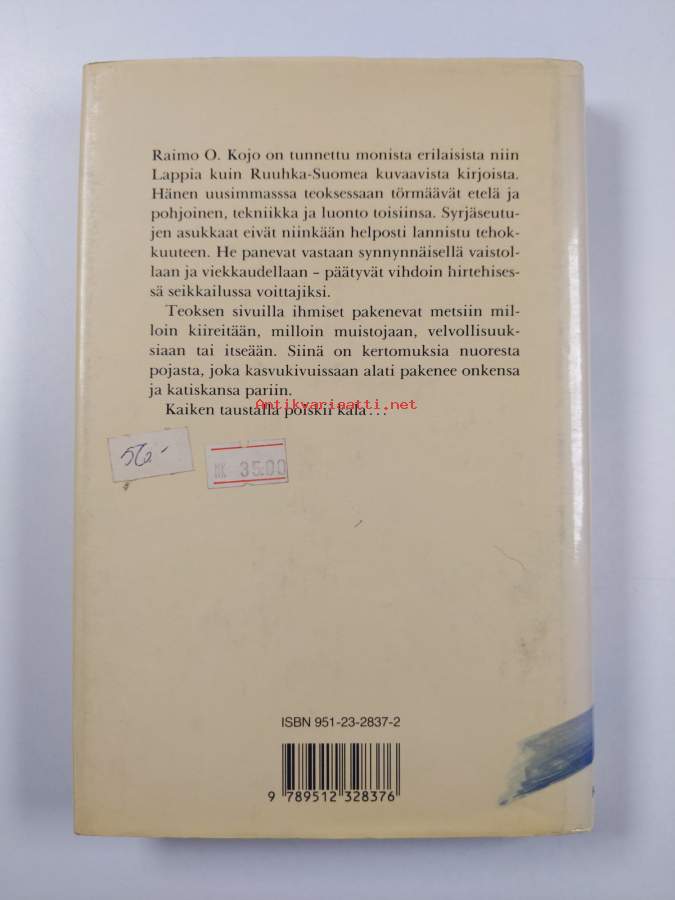 Raimo O. Kojo on tunnettu monista erilaisista niin
Lappia kuin Ruuhka-Suomea kuvaavista kirjoista.
Hänen uusimmasssa teoksessaan törmäävät etelä ja
pohjoinen, tekniikka ja luonto toisiinsa. Syrjäseutu-
jen asukkaat eivät niinkään helposti lannistu tehok-
kuuteen. He panevat vastaan synnynnäisellä vaistol-
laan ja viekkaudellaan – päätyvät vihdoin hirtehises-
sä seikkailussa voittajiksi.
Teoksen sivuilla ihmiset pakenevat metsiin mil-
loin kiireitään, milloin muistojaan, velvollisuuk-
siaan tai itseään. Siinä on kertomuksia nuoresta
pojasta, joka kasvukivuissaan alati pakenee onkensa
ja katiskansa pariin.
Antikvariaatti.net
Kaiken taustalla polskii kala...
MK 35.00
ISBN 951-23-2837-2
9 789512 328376